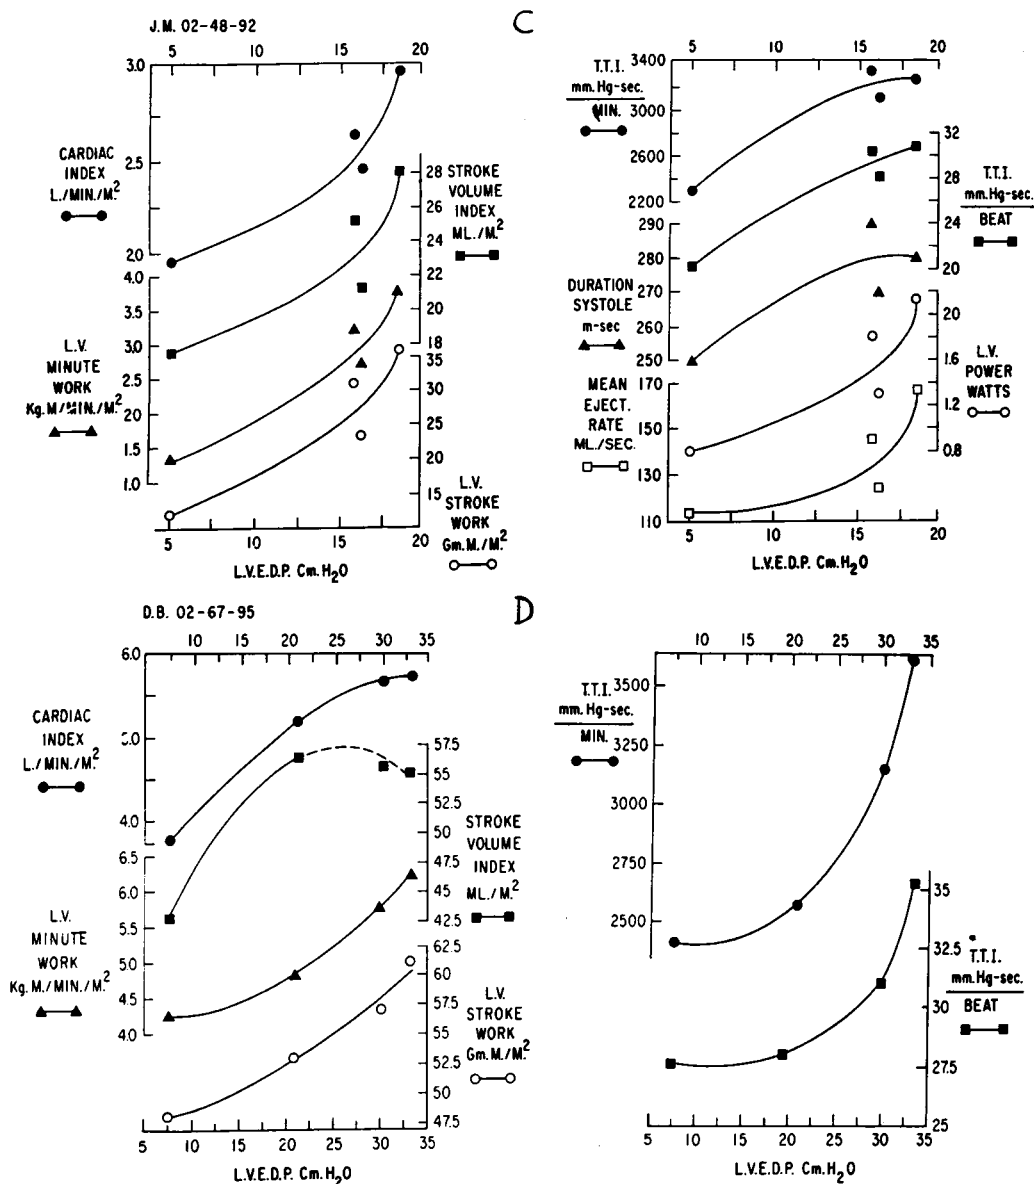 J.M. 02-48-92
C
5 10 15 20
3.0
2.5
2.0
CARDIAC
INDEX
L./MIN./M.²
28
26
23
21
18
STROKE
VOLUME
INDEX
ML./M.²
4.0
3.5
3.0
2.5
2.0
1.5
1.0
L.V.
MINUTE
WORK
Kg.M/MIN./M.²
35
31
25
20
15
L.V.
STROKE
WORK
Gm.M./M.²
5 10 15 20
L.V.E.D.P. Cm.H₂O
5 10 15 20
3400
3000
2600
2200
T.T.I.
mm.Hg-sec.
MIN.
32
28
24
20
T.T.I.
mm.Hg-sec.
BEAT
290
280
270
260
250
DURATION
SYSTOLE
m-sec
2.2
1.6
1.2
0.8
L.V.
POWER
WATTS
170
150
130
110
MEAN
EJECT.
RATE
ML./SEC.
5 10 15 20
L.V.E.D.P. Cm.H₂O
D.B. 02-67-95
D
10 15 20 25 30 35
6.0
5.0
4.0
CARDIAC
INDEX
L./MIN./M.²
57.5
55
52.5
50
47.5
45
42.5
STROKE
VOLUME
INDEX
ML./M.²
6.5
6.0
5.5
5.0
4.5
4.0
L.V.
MINUTE
WORK
Kg.M./MIN./M.²
62.5
60
57.5
55
52.5
50
47.5
L.V.
STROKE
WORK
Gm.M./M.²
5 10 15 20 25 30 35
L.V.E.D.P. Cm.H₂O
10 15 20 25 30 35
3500
3250
3000
2750
2500
T.T.I.
mm.Hg-sec.
MIN.
35
32.5
30
27.5
25
T.T.I.
mm.Hg-sec.
BEAT
5 10 15 20 25 30 35
L.V.E.D.P. Cm.H₂O